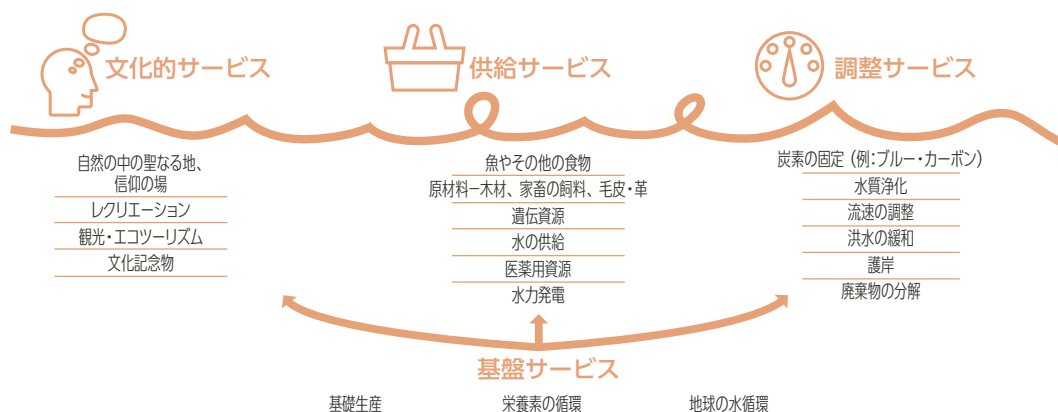 文化的サービス
供給サービス
調整サービス
自然の中の聖なる地、
信仰の場
レクリエーション
観光・エコツーリズム
文化記念物
魚やその他の食物
原材料−木材、家畜の飼料、毛皮・革
遺伝資源
水の供給
医薬用資源
水力発電
炭素の固定（例：ブルー・カーボン）
水質浄化
流速の調整
洪水の緩和
護岸
廃棄物の分解
基盤サービス
基礎生産
栄養素の循環
地球の水循環